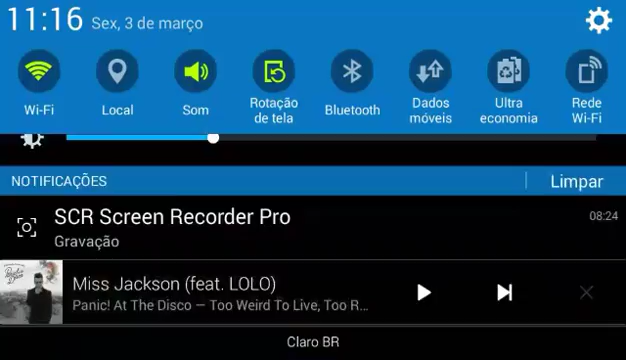 11:16 Sex, 3 de março
Wi-Fi
Local
Som
Rotação de tela
Bluetooth
Dados móveis
Ultra economia
Rede Wi-Fi
NOTIFICAÇÕES
Limpar
SCR Screen Recorder Pro
08:24
Gravação
Miss Jackson (feat. LOLO)
Panic! At The Disco — Too Weird To Live, Too R...
Claro BR